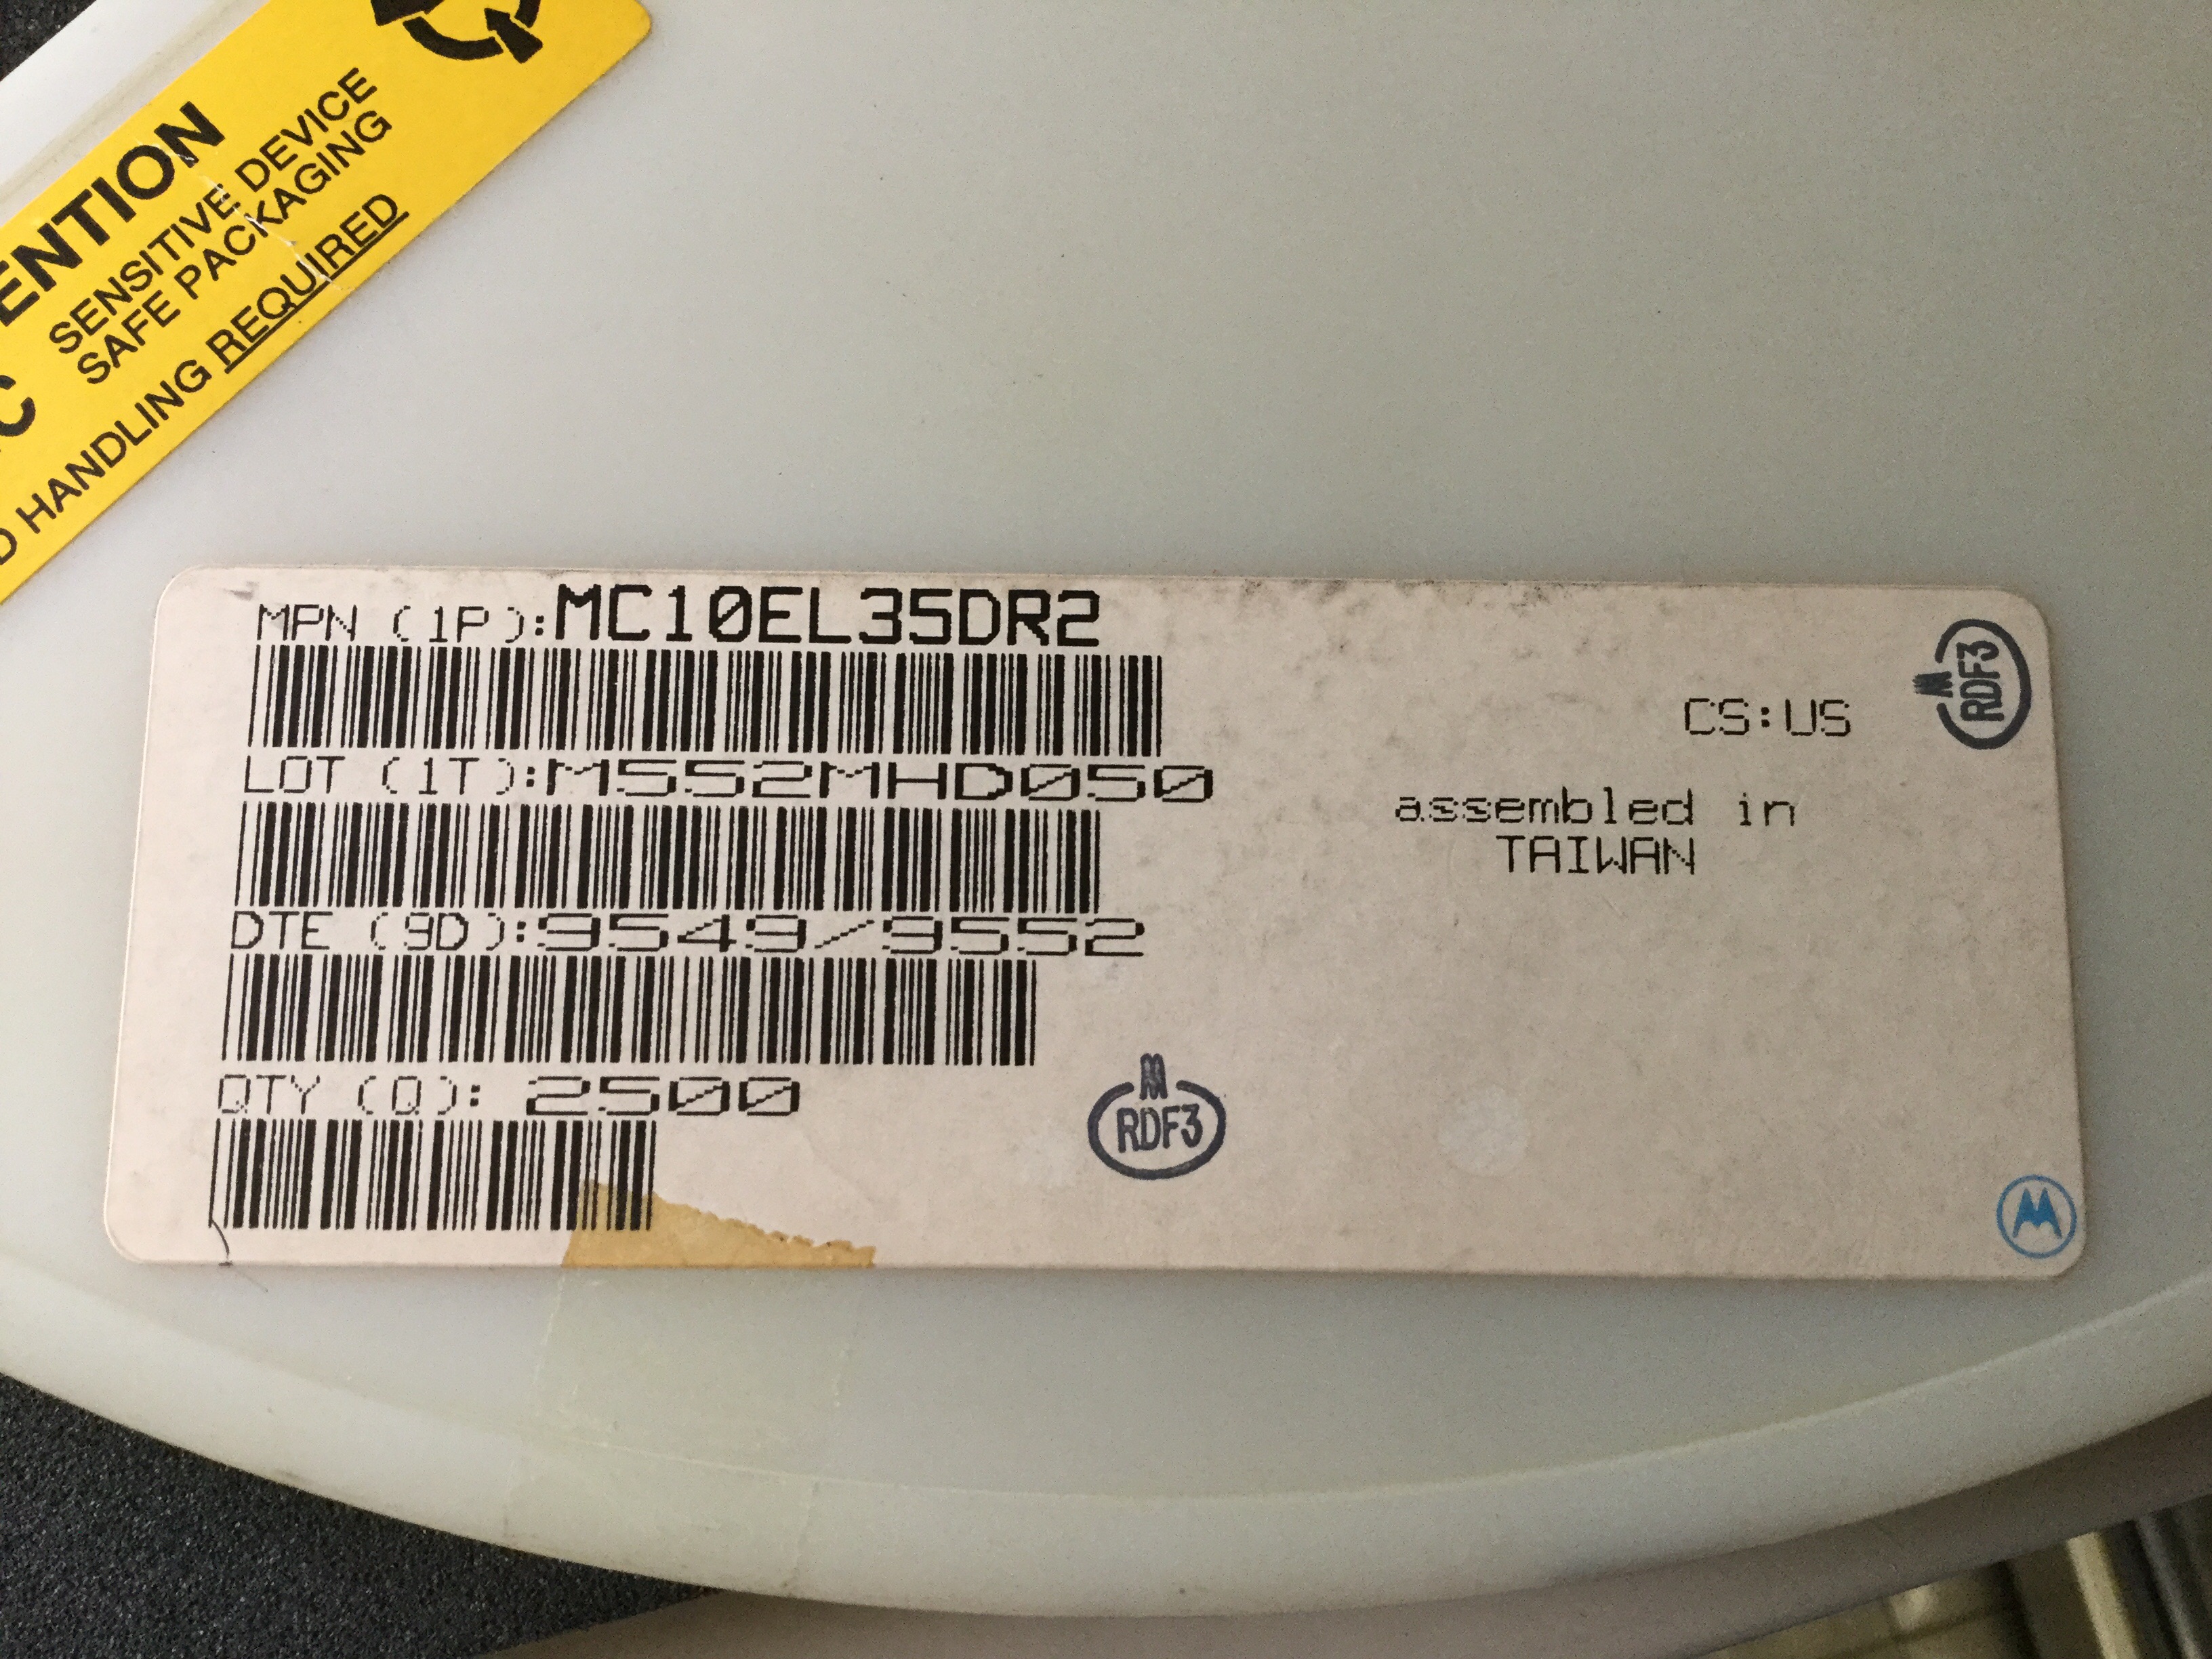 ENTION
SENSITIVE DEVICE
SAFE PACKAGING
HANDLING REQUIRED
MPN (1P):MC10EL35DR2
LOT (1T):M552MHD050
DTE (9D):9549/9552
QTY (Q): 2500
CS:US
assembled in
TAIWAN
M
RDF3
M
RDF3